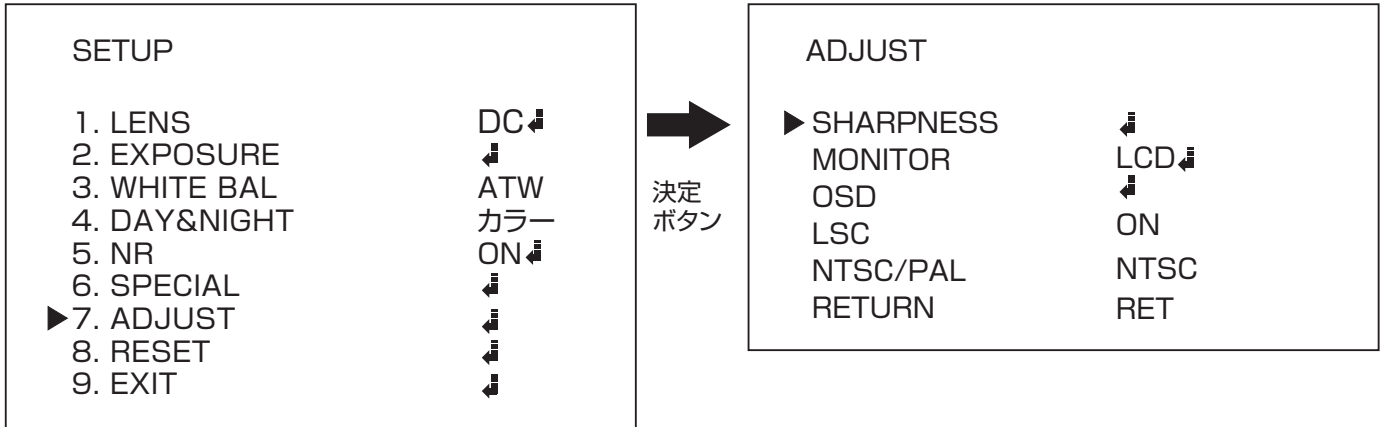 SETUP
1. LENS DC↲
2. EXPOSURE ↲
3. WHITE BAL ATW
4. DAY&NIGHT カラー
5. NR ON↲
6. SPECIAL ↲
▶7. ADJUST ↲
8. RESET ↲
9. EXIT ↲
決定
ボタン
ADJUST
▶SHARPNESS ↲
MONITOR LCD↲
OSD ↲
LSC ON
NTSC/PAL NTSC
RETURN RET